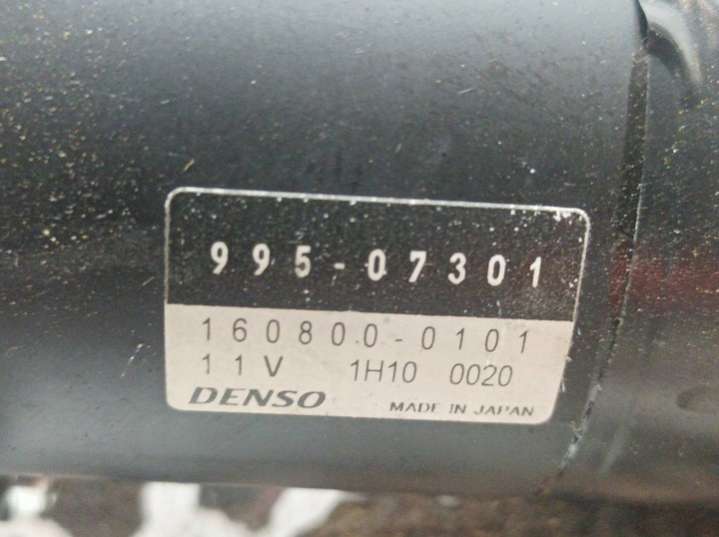 995-07301
160800-0101
11V 1H10 0020
DENSO MADE IN JAPAN